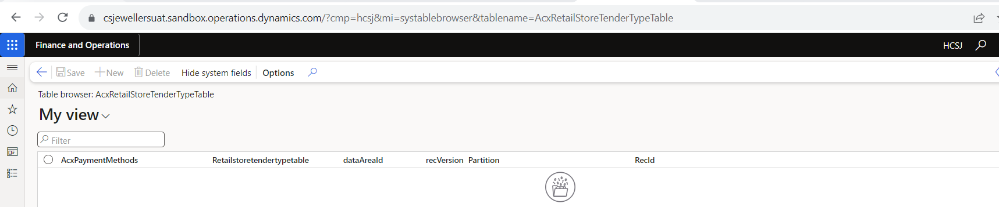 csjewellersuat.sandbox.operations.dynamics.com/?cmp=hcsj&mi=systablebrowser&tablename=AcxRetailStoreTenderTypeTable
Finance and Operations HCSJ
Save New Delete Hide system fields Options
Table browser: AcxRetailStoreTenderTypeTable
My view
Filter
AcxPaymentMethods Retailstoretendertypetable dataAreaId recVersion Partition RecId